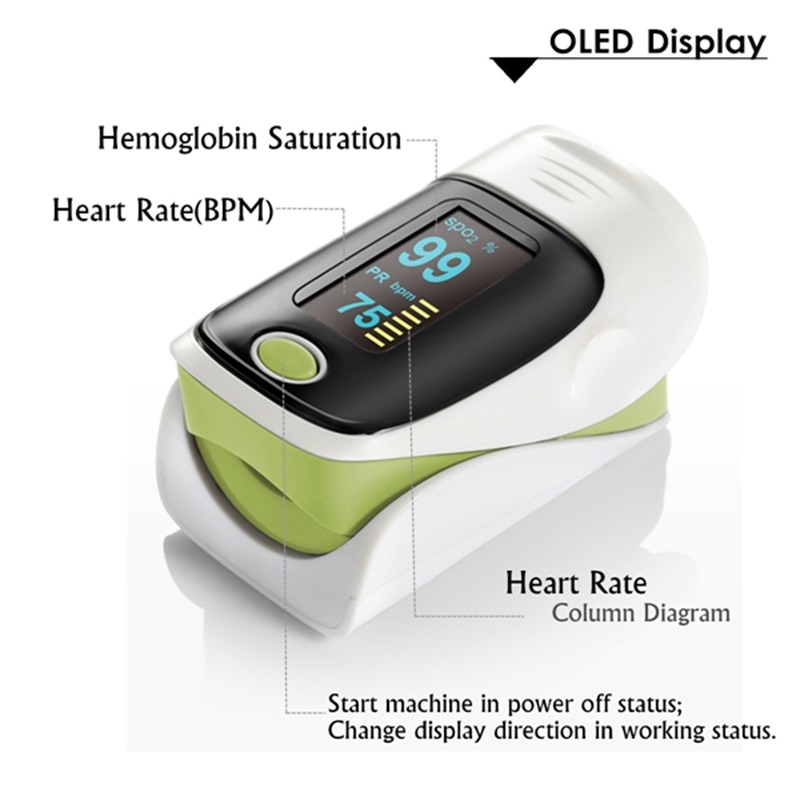 OLED Display
Hemoglobin Saturation
Heart Rate(BPM)
spo2 %
99
PR bpm
75
Heart Rate
Column Diagram
Start machine in power off status;
Change display direction in working status.